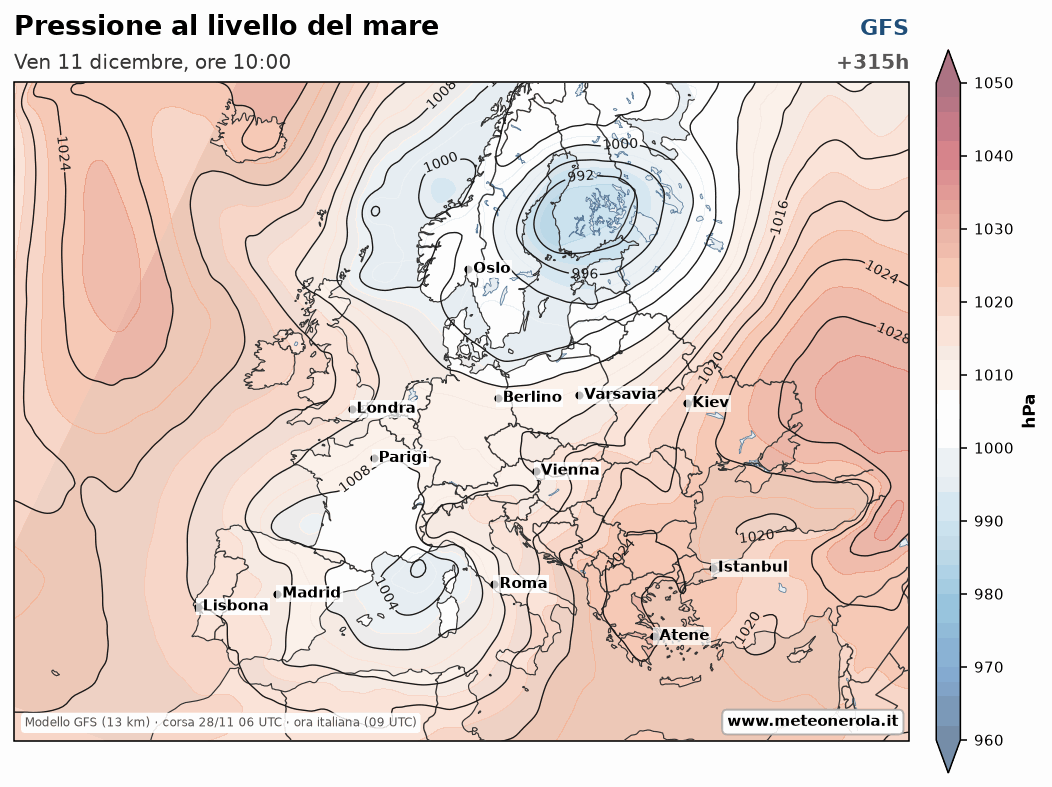 Pressione al livello del mare
GFS
Ven 11 dicembre, ore 10:00
+315h
1008
1024
1000
1000
992
1016
996
1024
1028
1020
1008
1004
1024
1020
1020
Oslo
Londra
Berlino
Varsavia
Kiev
Parigi
Vienna
Istanbul
Madrid
Roma
Lisbona
Atene
1050
1040
1030
1020
1010
1000
990
980
970
960
hPa
Modello GFS (13 km) · corsa 28/11 06 UTC · ora italiana (09 UTC)
www.meteonerola.it